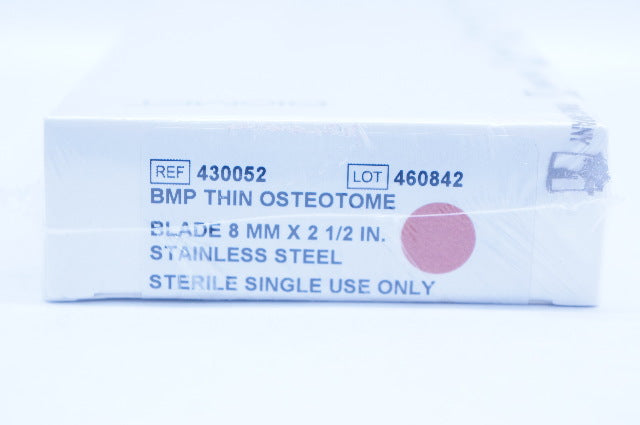 REF 430052 LOT 460842
BMP THIN OSTEOTOME
BLADE 8 MM X 2 1/2 IN.
STAINLESS STEEL
STERILE SINGLE USE ONLY